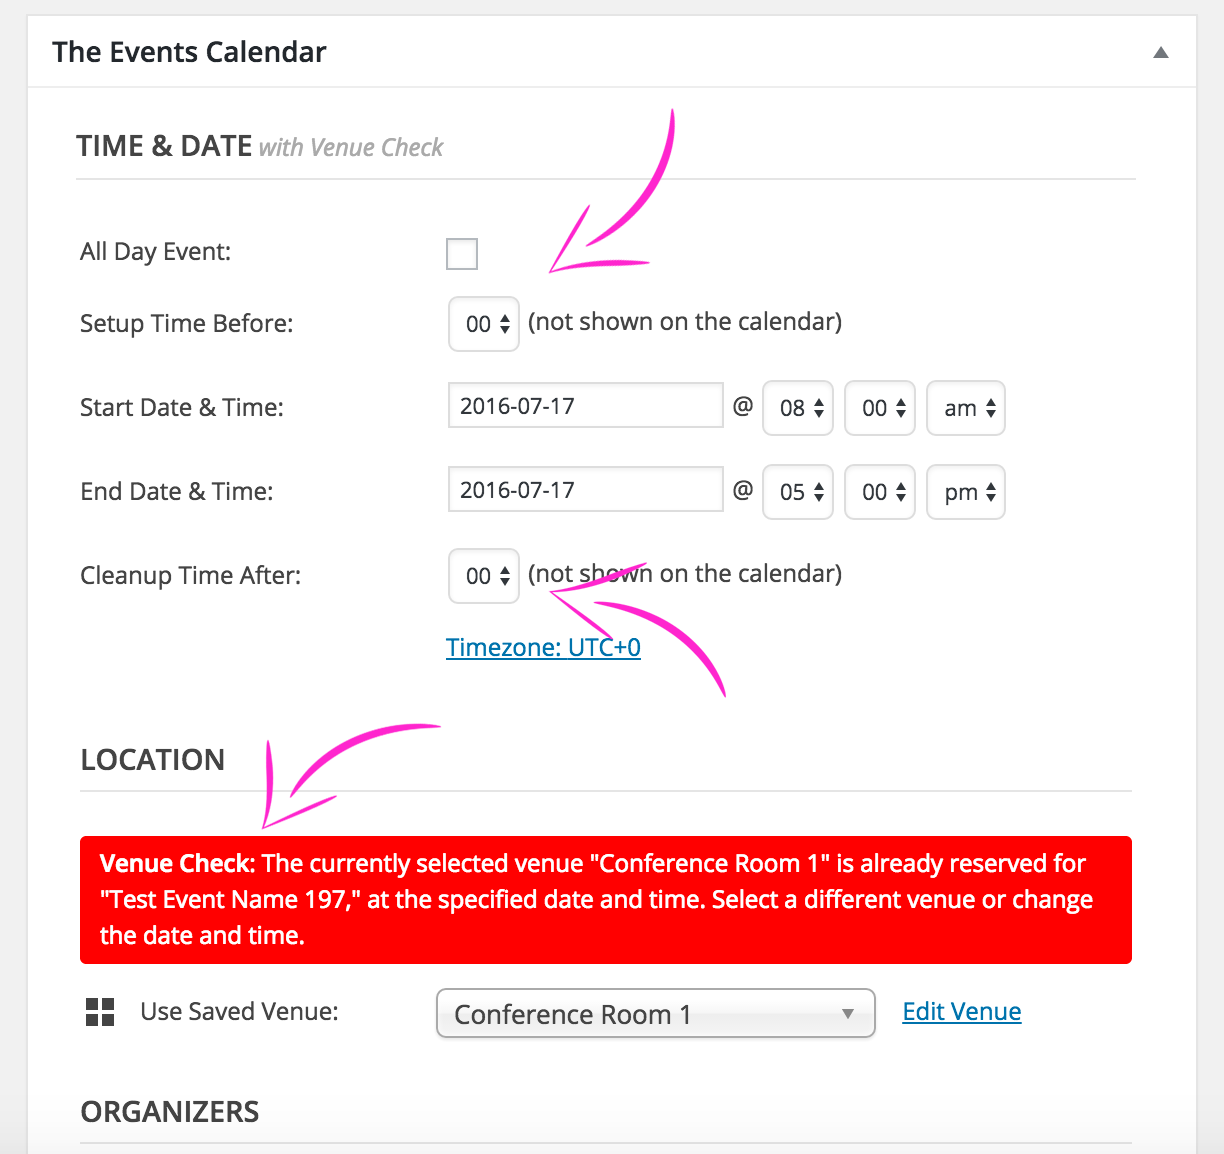 The Events Calendar
TIME & DATE with Venue Check
All Day Event:
Setup Time Before: 00 (not shown on the calendar)
Start Date & Time: 2016-07-17 @ 08 00 am
End Date & Time: 2016-07-17 @ 05 00 pm
Cleanup Time After: 00 (not shown on the calendar)
Timezone: UTC+0
LOCATION
Venue Check: The currently selected venue "Conference Room 1" is already reserved for
"Test Event Name 197," at the specified date and time. Select a different venue or change
the date and time.
Use Saved Venue: Conference Room 1 Edit Venue
ORGANIZERS